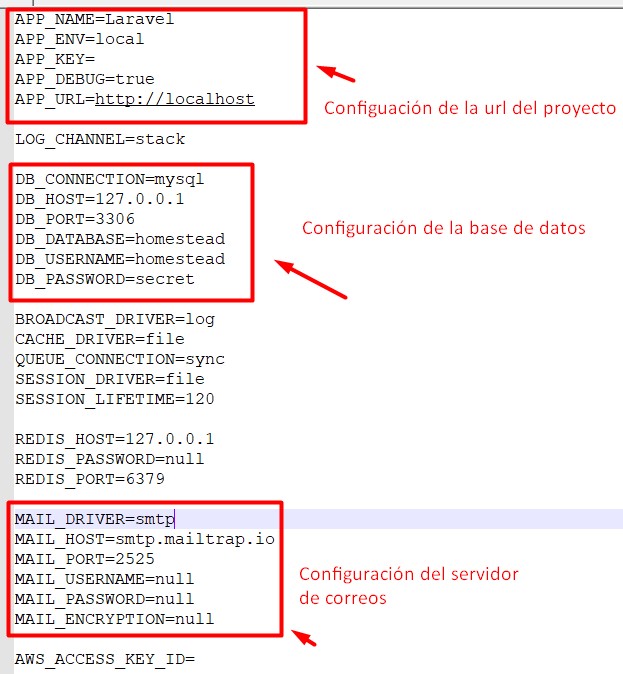 APP_NAME=Laravel
APP_ENV=local
APP_KEY=
APP_DEBUG=true
APP_URL=http://localhost
Configuación de la url del proyecto
LOG_CHANNEL=stack
DB_CONNECTION=mysql
DB_HOST=127.0.0.1
DB_PORT=3306
DB_DATABASE=homestead
DB_USERNAME=homestead
DB_PASSWORD=secret
Configuración de la base de datos
BROADCAST_DRIVER=log
CACHE_DRIVER=file
QUEUE_CONNECTION=sync
SESSION_DRIVER=file
SESSION_LIFETIME=120
REDIS_HOST=127.0.0.1
REDIS_PASSWORD=null
REDIS_PORT=6379
MAIL_DRIVER=smtp
MAIL_HOST=smtp.mailtrap.io
MAIL_PORT=2525
MAIL_USERNAME=null
MAIL_PASSWORD=null
MAIL_ENCRYPTION=null
Configuración del servidor
de correos
AWS_ACCESS_KEY_ID=